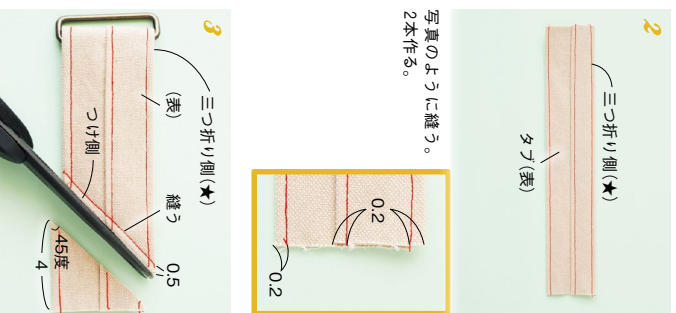 2
三つ折り側(★)
タブ(表)
写真のように縫う。
2本作る。
0.2
0.2
3
三つ折り側(★)
(表)
つけ側
縫う
0.5
45度
4